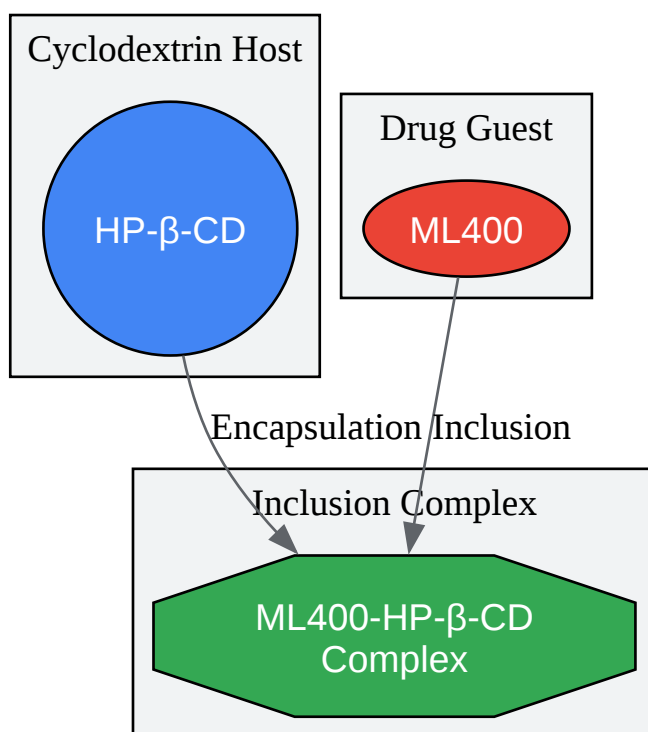 Cyclodextrin Host
Drug Guest
HP-β-CD
ML400
Encapsulation
Inclusion
Inclusion Complex
ML400-HP-β-CD
Complex